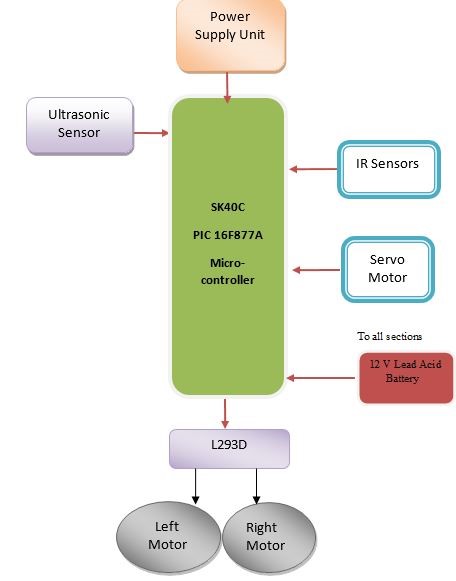 Power
Supply Unit
Ultrasonic
Sensor
IR Sensors
SK40C
PIC 16F877A
Micro-
controller
Servo
Motor
To all sections
12 V Lead Acid
Battery
L293D
Left
Motor
Right
Motor